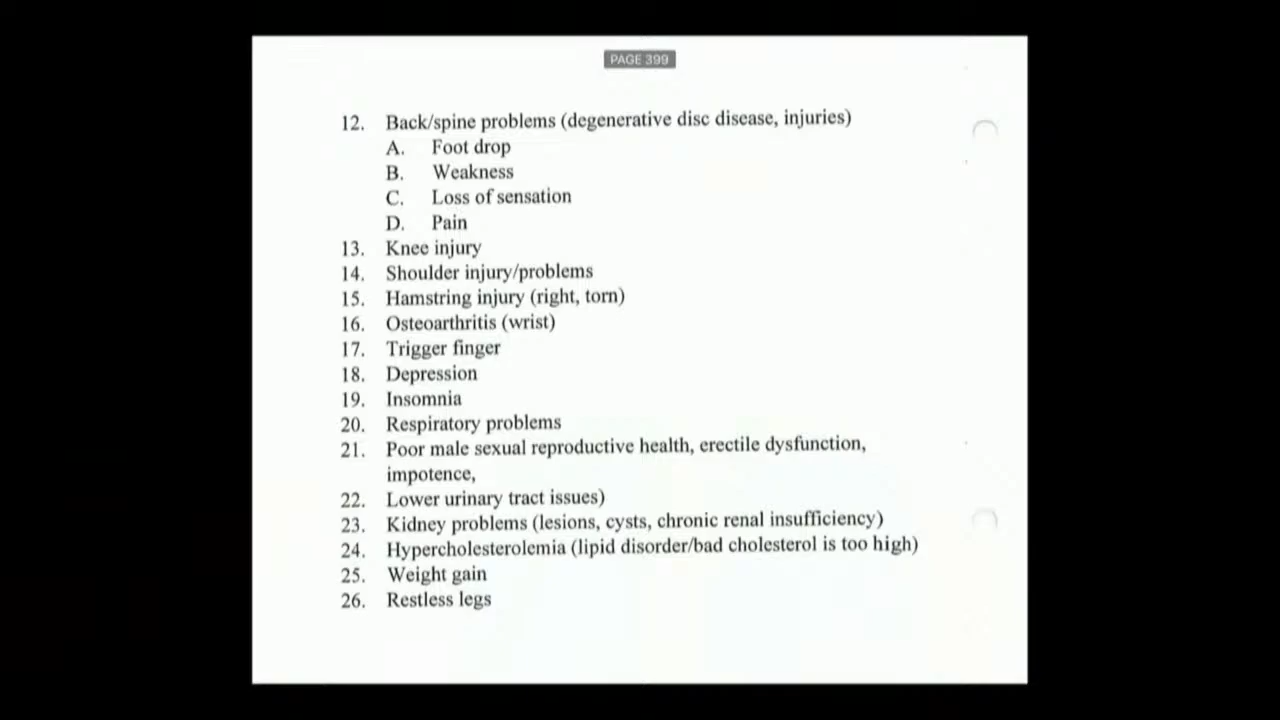 PAGE 399
12. Back/spine problems (degenerative disc disease, injuries)
A. Foot drop
B. Weakness
C. Loss of sensation
D. Pain
13. Knee injury
14. Shoulder injury/problems
15. Hamstring injury (right, torn)
16. Osteoarthritis (wrist)
17. Trigger finger
18. Depression
19. Insomnia
20. Respiratory problems
21. Poor male sexual reproductive health, erectile dysfunction,
impotence,
22. Lower urinary tract issues)
23. Kidney problems (lesions, cysts, chronic renal insufficiency)
24. Hypercholesterolemia (lipid disorder/bad cholesterol is too high)
25. Weight gain
26. Restless legs